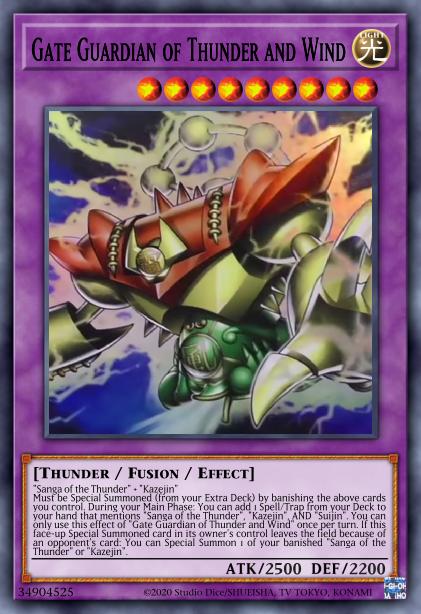 GATE GUARDIAN OF THUNDER AND WIND
LIGHT
光
[THUNDER / FUSION / EFFECT]
"Sanga of the Thunder" + "Kazejin"
Must be Special Summoned (from your Extra Deck) by banishing the above cards
you control. During your Main Phase: You can add 1 Spell/Trap from your Deck to
your hand that mentions "Sanga of the Thunder", "Kazejin", AND "Suijin". You can
only use this effect of "Gate Guardian of Thunder and Wind" once per turn. If this
face-up Special Summoned card in its owner's control leaves the field because of
an opponent's card: You can Special Summon 1 of your banished "Sanga of the
Thunder" or "Kazejin".
ATK/2500 DEF/2200
34904525
©2020 Studio Dice/SHUEISHA, TV TOKYO, KONAMI